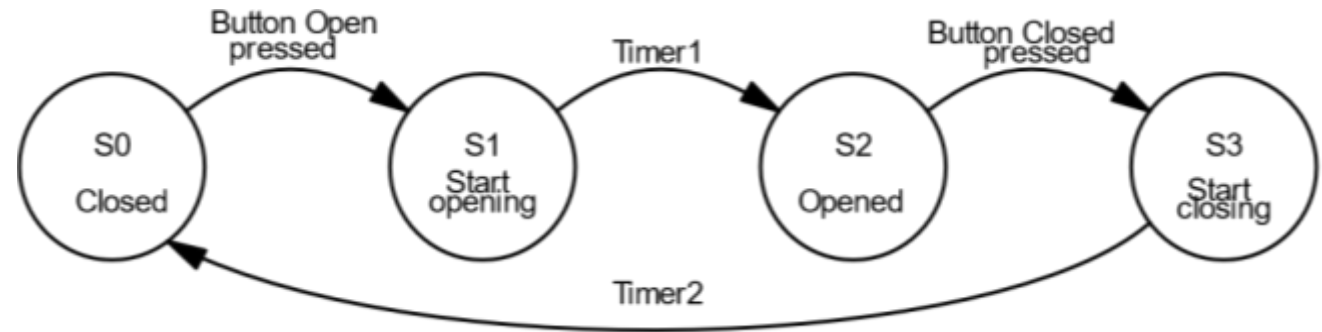 Button Open
pressed
Timer1
Button Closed
pressed
S0
Closed
S1
Start
opening
S2
Opened
S3
Start
closing
Timer2